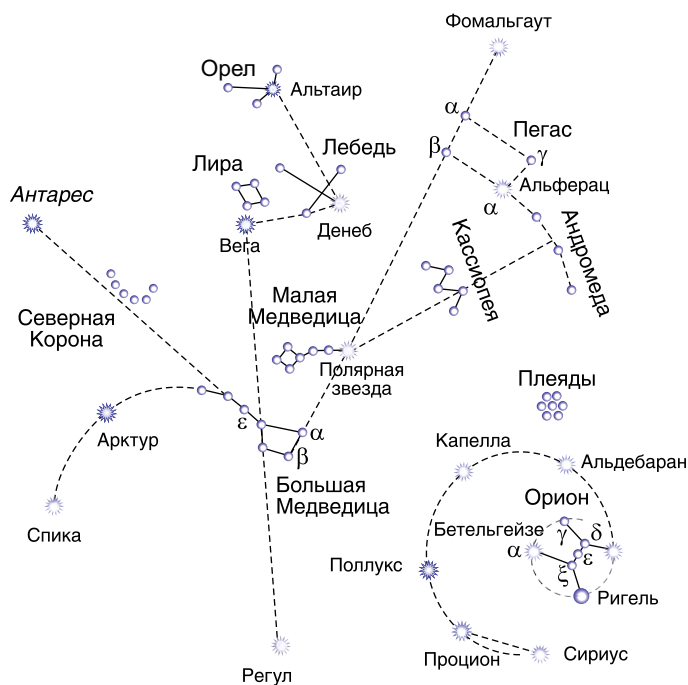 Фомальгаут
Орел
Альтаир
α
Пегас
β
γ
Лебедь
Лира
Альферац
α
Антарес
Вега
Денеб
Андромеда
Кассиопея
Малая
Медведица
Северная
Корона
Полярная
звезда
Плеяды
ε
α
Арктур
β
Капелла
Альдебаран
Большая
Медведица
Орион
Спика
Бетельгейзе
γ
δ
α
ε
ξ
Поллукс
Ригель
Процион
Сириус
Регул